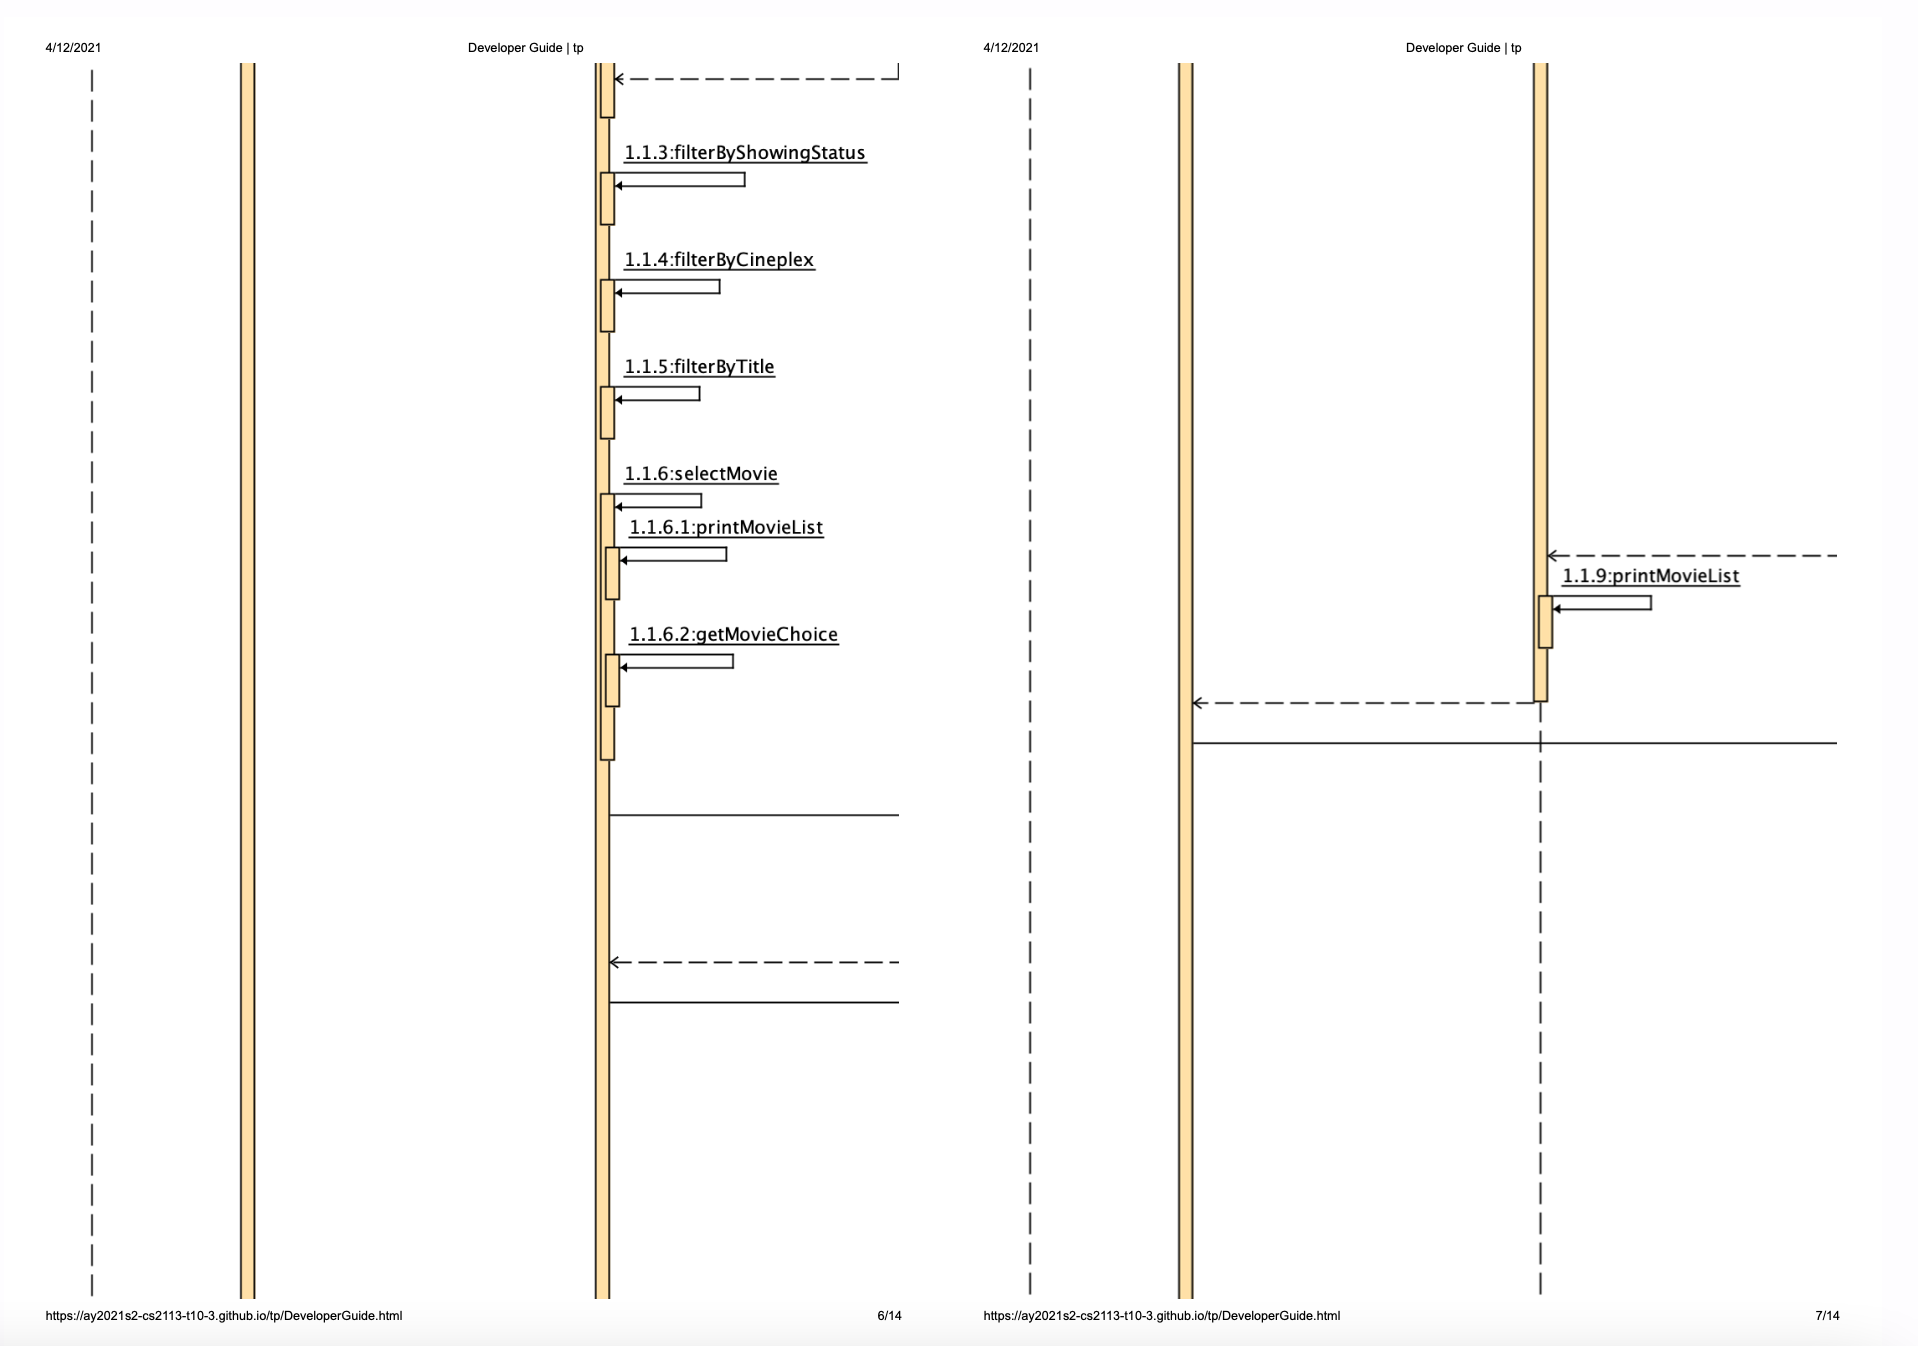 4/12/2021
Developer Guide | tp
1.1.3:filterByShowingStatus
1.1.4:filterByCineplex
1.1.5:filterByTitle
1.1.6:selectMovie
1.1.6.1:printMovieList
1.1.6.2:getMovieChoice
https://ay2021s2-cs2113-t10-3.github.io/tp/DeveloperGuide.html
6/14
4/12/2021
Developer Guide | tp
1.1.9:printMovieList
https://ay2021s2-cs2113-t10-3.github.io/tp/DeveloperGuide.html
7/14